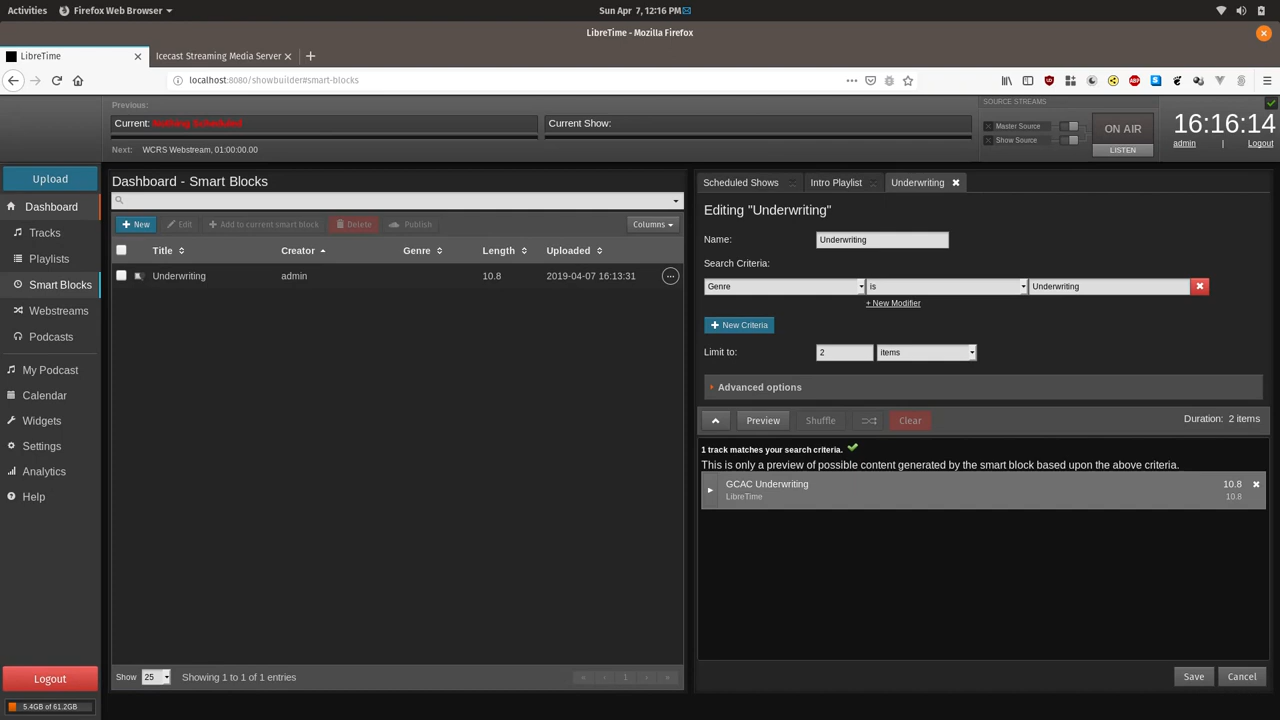 Activities
Firefox Web Browser
Sun Apr 7, 12:16 PM
LibreTime - Mozilla Firefox
LibreTime
Icecast Streaming Media Server
localhost:8080/showbuilder#smart-blocks
Previous:
Current: Nothing Scheduled
Next: WCRS Webstream, 01:00:00.00
Current Show:
SOURCE STREAMS
Master Source
Show Source
ON AIR
LISTEN
16:16:14
admin | Logout
Upload
Dashboard
Tracks
Playlists
Smart Blocks
Webstreams
Podcasts
My Podcast
Calendar
Widgets
Settings
Analytics
Help
Logout
5.4GB of 61.2GB
Dashboard - Smart Blocks
New
Edit
Add to current smart block
Delete
Publish
Columns
Title Creator Genre Length Uploaded
Underwriting admin 10.8 2019-04-07 16:13:31
Show 25 Showing 1 to 1 of 1 entries
« ‹ 1 › »
Scheduled Shows
Intro Playlist
Underwriting
Editing "Underwriting"
Name: Underwriting
Search Criteria:
Genre is Underwriting
+ New Modifier
New Criteria
Limit to: 2 items
Advanced options
Preview
Shuffle
Clear
Duration: 2 items
1 track matches your search criteria.
This is only a preview of possible content generated by the smart block based upon the above criteria.
GCAC Underwriting 10.8
LibreTime 10.8
Save
Cancel